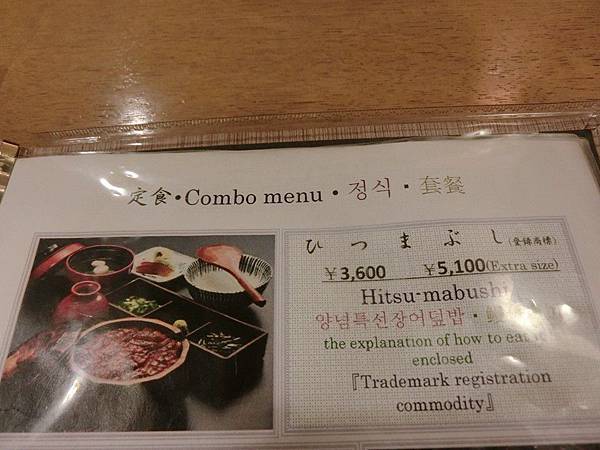 定食・Combo menu・정식・套餐
ひつまぶし(登録商標)
￥3,600 ￥5,100(Extra size)
Hitsu-mabushi
양념특선장어덮밥・
the explanation of how to eat
enclosed
『Trademark registration
commodity』